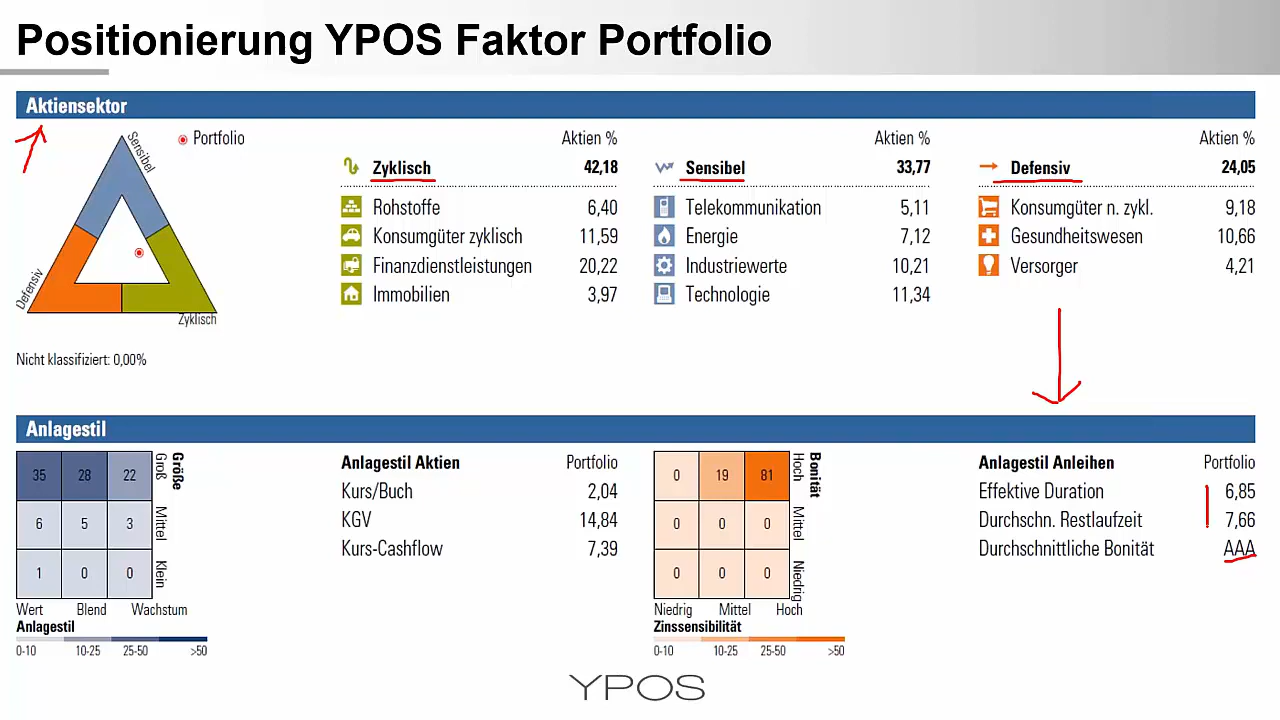 Positionierung YPOS Faktor Portfolio
Aktiensektor
Sensibel
Defensiv
Zyklisch
Portfolio
Nicht klassifiziert: 0,00%
Aktien %
Zyklisch 42,18
Rohstoffe 6,40
Konsumgüter zyklisch 11,59
Finanzdienstleistungen 20,22
Immobilien 3,97
Aktien %
Sensibel 33,77
Telekommunikation 5,11
Energie 7,12
Industriewerte 10,21
Technologie 11,34
Aktien %
Defensiv 24,05
Konsumgüter n. zykl. 9,18
Gesundheitswesen 10,66
Versorger 4,21
Anlagestil
35 28 22 Groß
6 5 3 Mittel
1 0 0 Klein
Größe
Wert Blend Wachstum
Anlagestil
0-10 10-25 25-50 >50
Anlagestil Aktien Portfolio
Kurs/Buch 2,04
KGV 14,84
Kurs-Cashflow 7,39
0 19 81 Hoch
0 0 0 Mittel
0 0 0 Niedrig
Bonität
Niedrig Mittel Hoch
Zinssensibilität
0-10 10-25 25-50 >50
Anlagestil Anleihen Portfolio
Effektive Duration 6,85
Durchschn. Restlaufzeit 7,66
Durchschnittliche Bonität AAA
YPOS